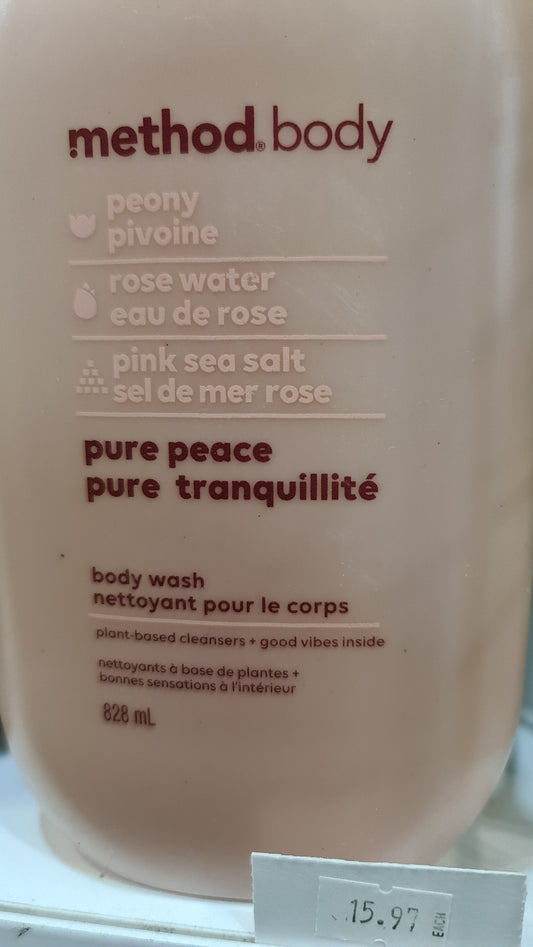 method® body
peony
pivoine
rose water
eau de rose
pink sea salt
sel de mer rose
pure peace
pure tranquillité
body wash
nettoyant pour le corps
plant-based cleansers + good vibes inside
nettoyants à base de plantes +
bonnes sensations à l'intérieur
828 mL
15.97 EACH